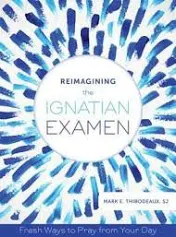 REIMAGINING
the
IGNATIAN
EXAMEN
MARK E. THIBODEAUX, SJ
Fresh Ways to Pray from Your Day